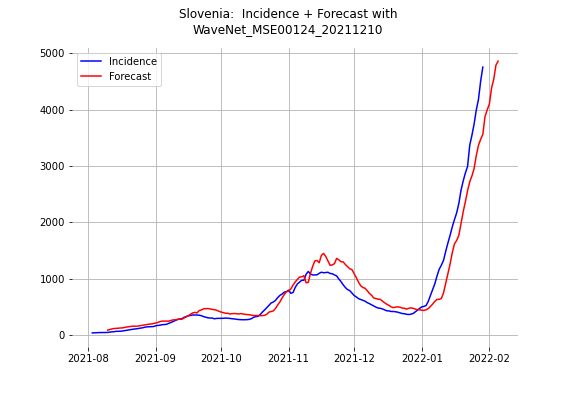 Slovenia:  Incidence + Forecast with
WaveNet_MSE00124_20211210
Incidence
Forecast
5000
4000
3000
2000
1000
0
2021-08 2021-09 2021-10 2021-11 2021-12 2022-01 2022-02